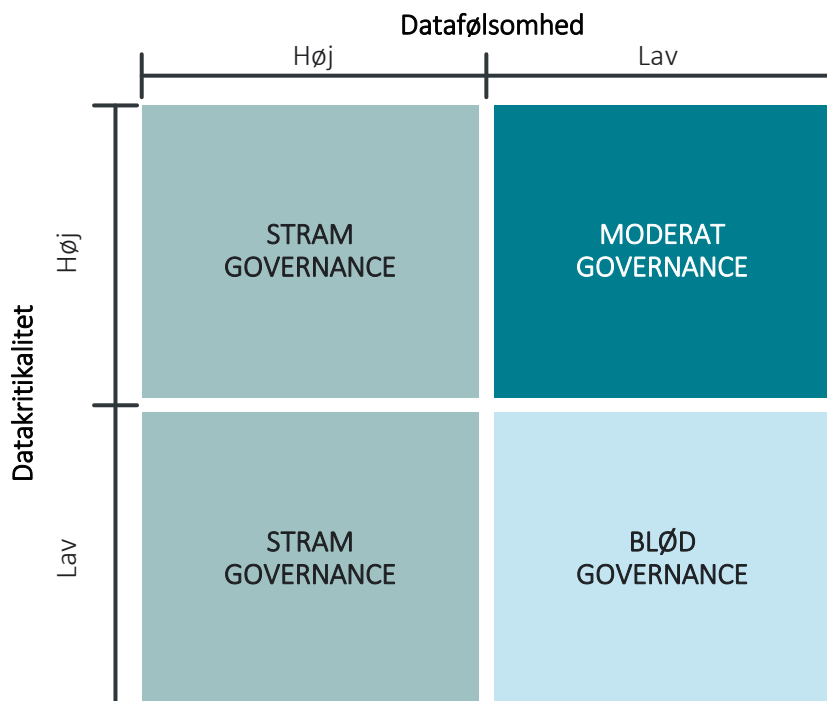 Datafølsomhed
Høj
Lav
Datakritikalitet
Høj
STRAM
GOVERNANCE
MODERAT
GOVERNANCE
Lav
STRAM
GOVERNANCE
BLØD
GOVERNANCE